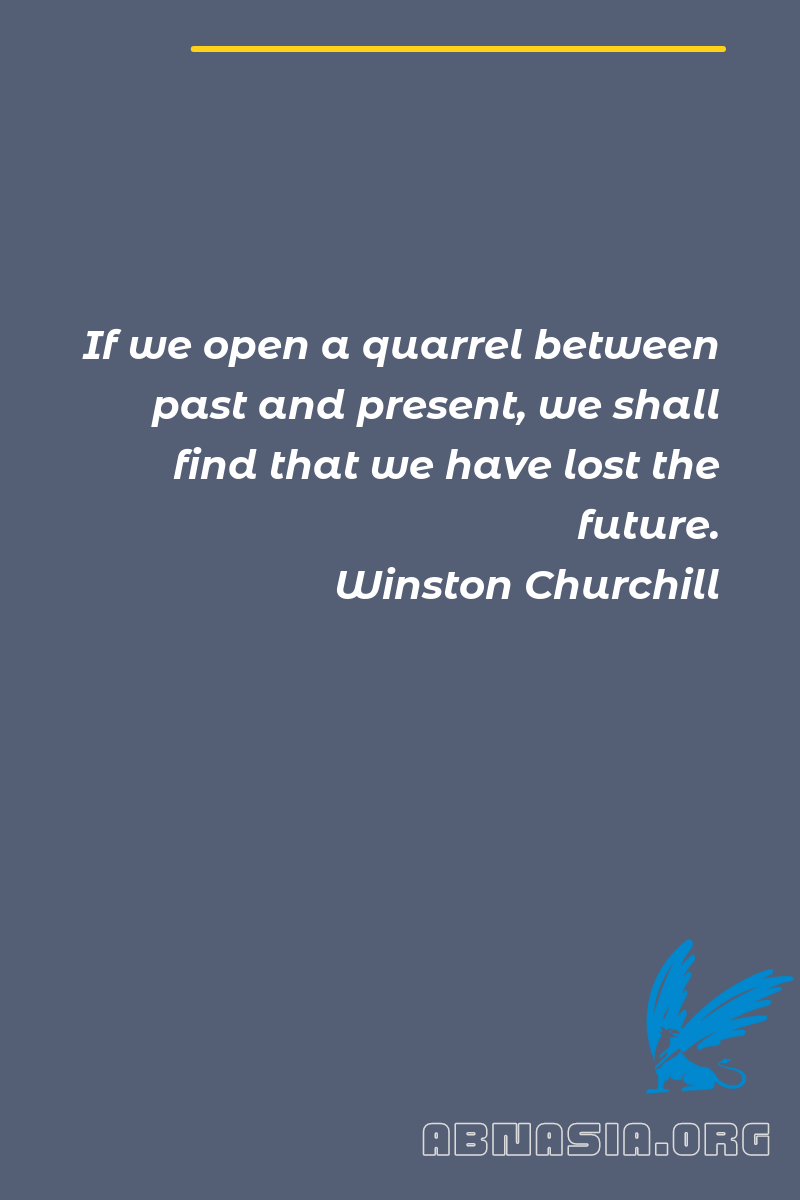 If we open a quarrel between
past and present, we shall
find that we have lost the
future.
Winston Churchill
ABNASIA.ORG